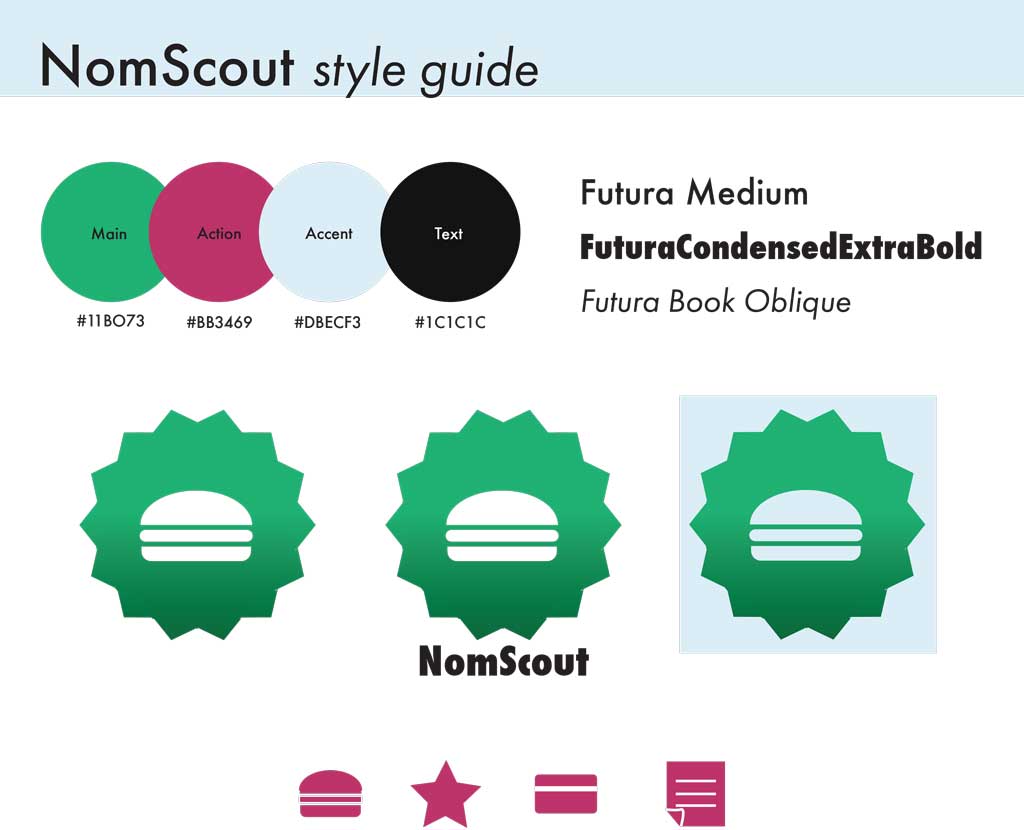 NomScout style guide
Main Action Accent Text
#11BO73 #BB3469 #DBECF3 #1C1C1C
Futura Medium
FuturaCondensedExtraBold
Futura Book Oblique
NomScout